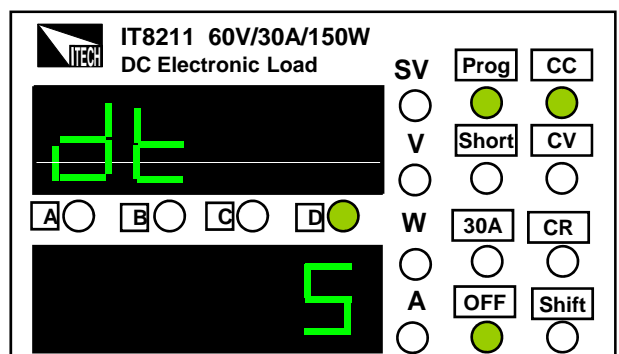 ITECH
IT8211 60V/30A/150W
DC Electronic Load
SV Prog CC
dt
V Short CV
A B C D
W 30A CR
5
A OFF Shift